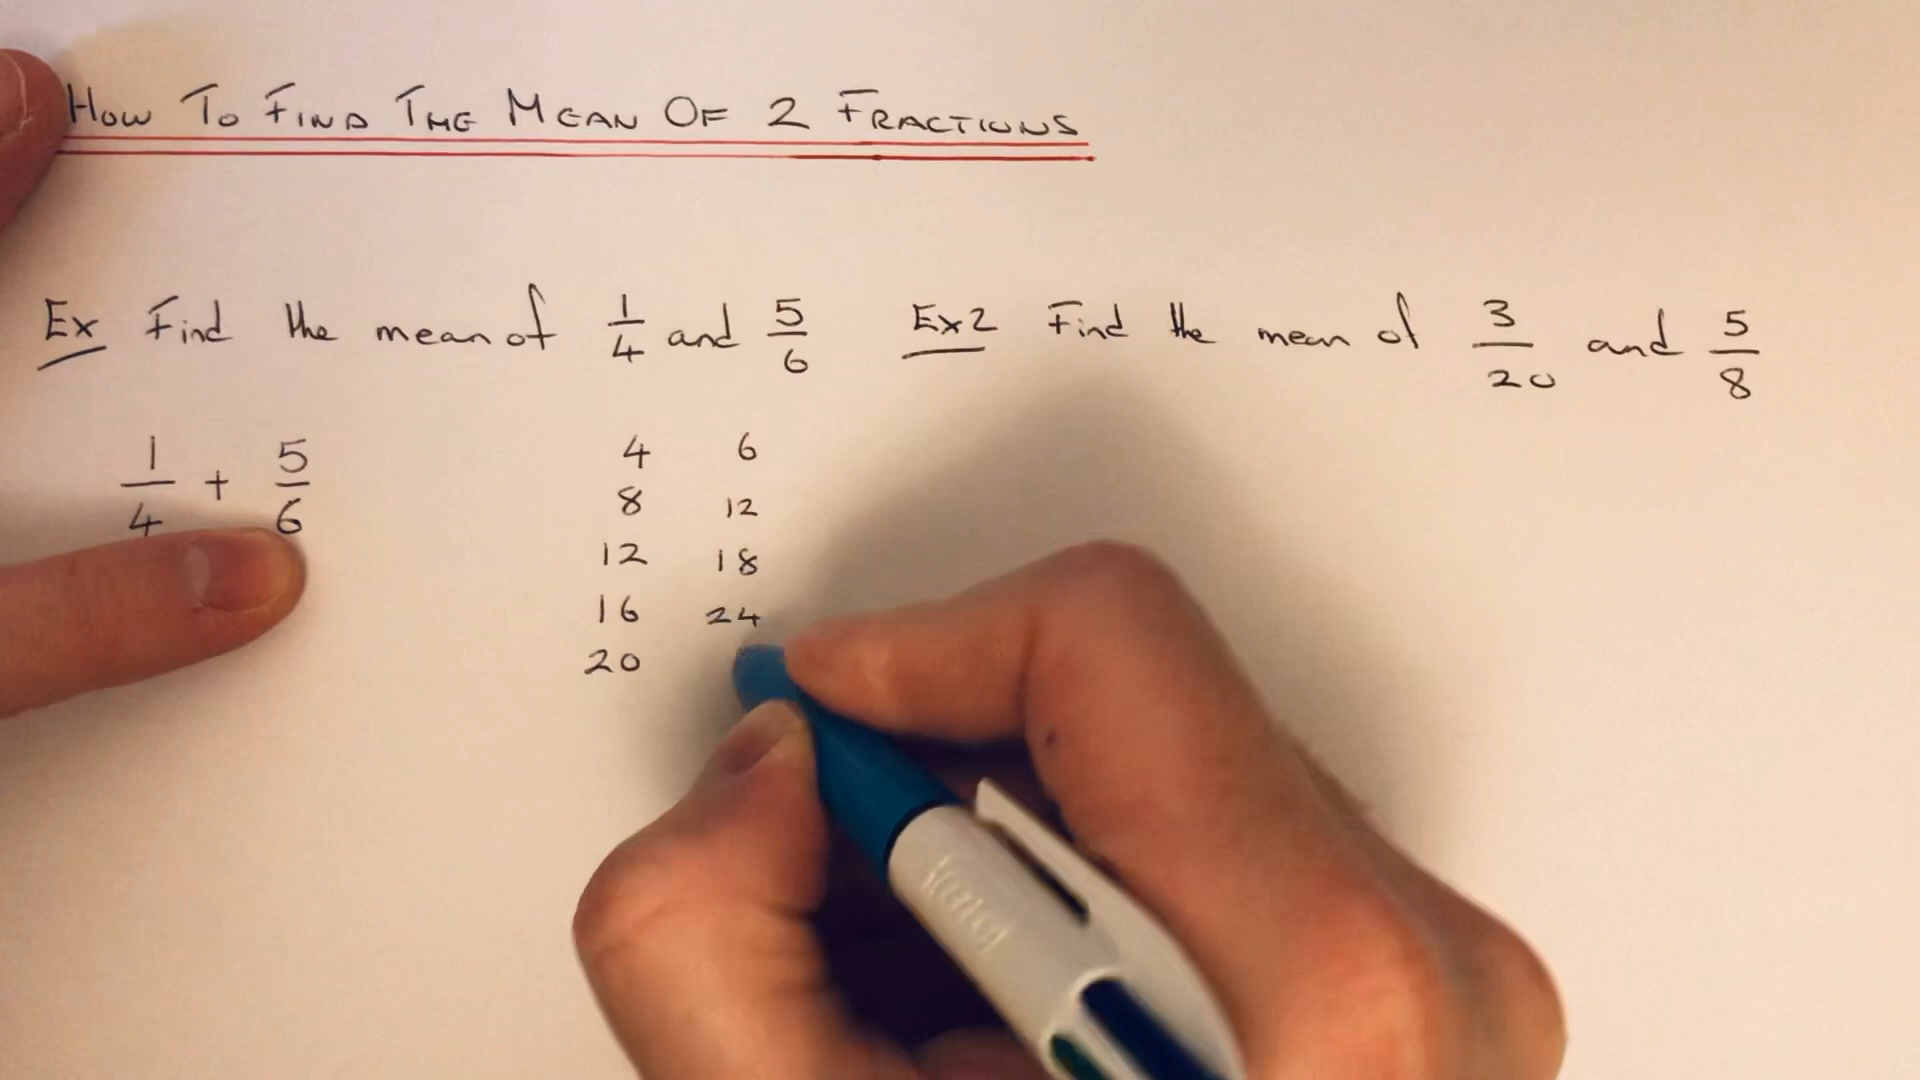 How To Find The Mean Of 2 Fractions
Ex Find the mean of 1/4 and 5/6
1/4 + 5/6
4 6
8 12
12 18
16 24
20
Ex2 Find the mean of 3/20 and 5/8